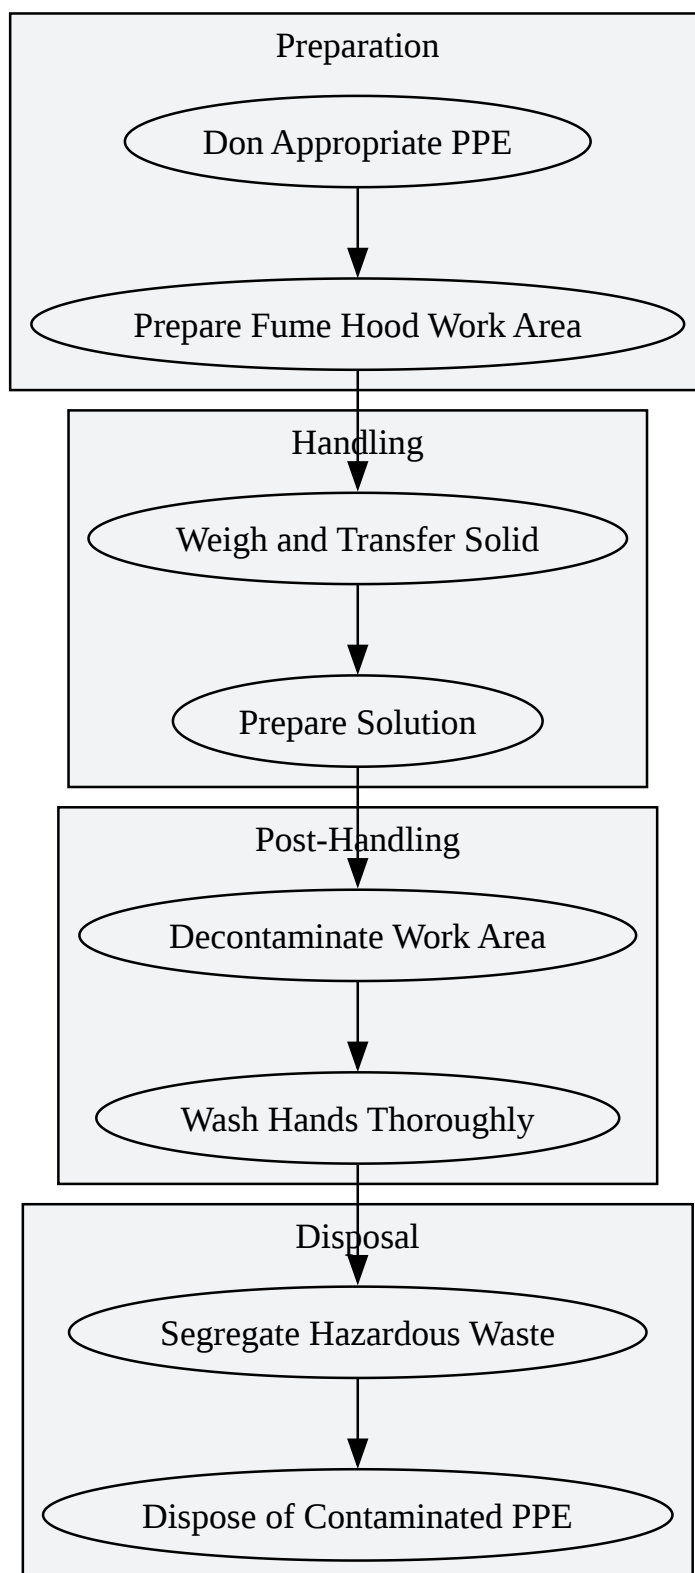 Preparation
Don Appropriate PPE
Prepare Fume Hood Work Area
Handling
Weigh and Transfer Solid
Prepare Solution
Post-Handling
Decontaminate Work Area
Wash Hands Thoroughly
Disposal
Segregate Hazardous Waste
Dispose of Contaminated PPE